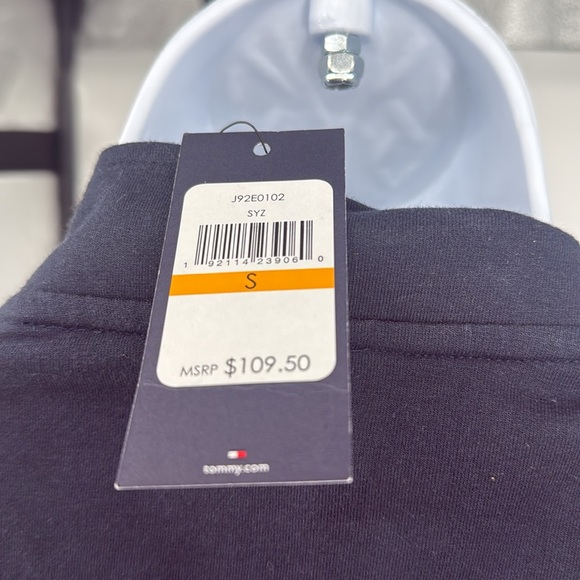 J92E0102
SYZ
1 92114 23906 0
S
MSRP $109.50
tommy.com